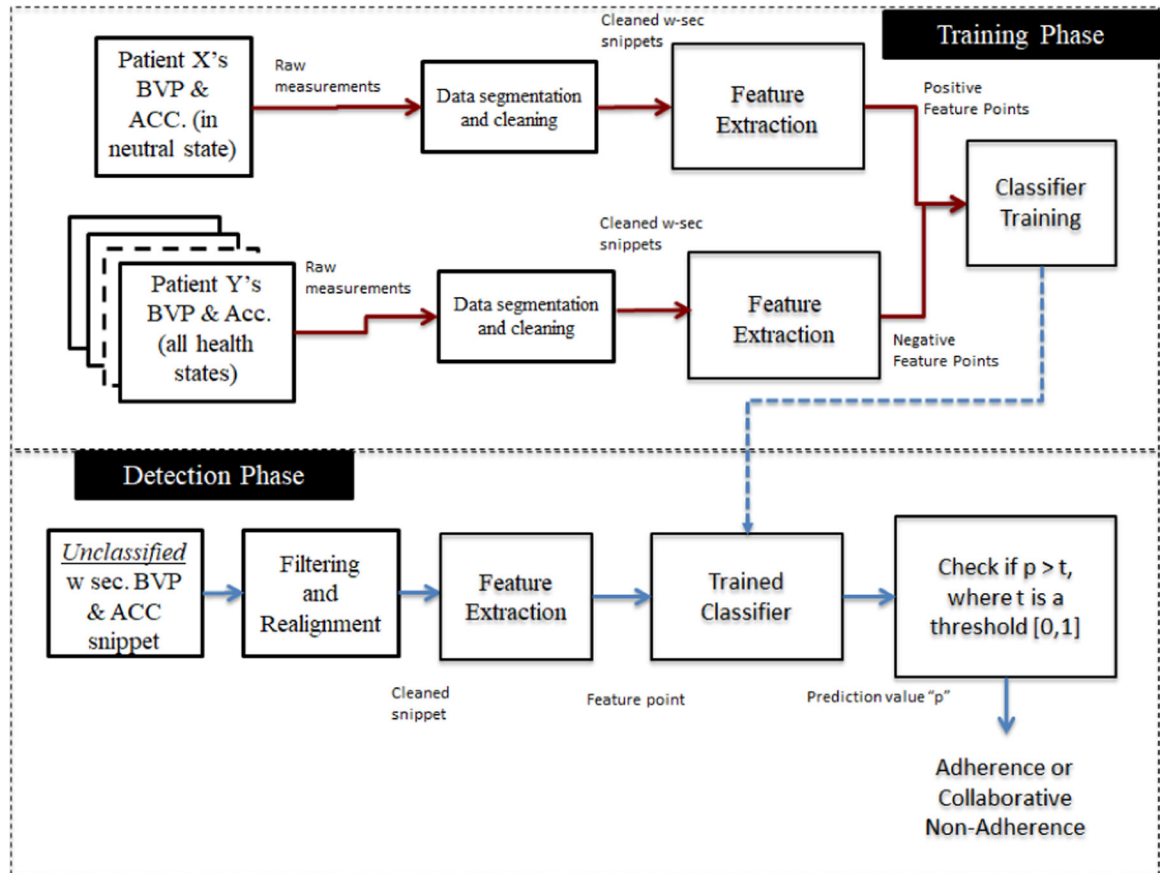 Training Phase
Patient X's
BVP &
ACC. (in
neutral state)
Raw
measurements
Data segmentation
and cleaning
Cleaned w-sec
snippets
Feature
Extraction
Positive
Feature Points
Classifier
Training
Patient Y's
BVP & Acc.
(all health
states)
Raw
measurements
Data segmentation
and cleaning
Cleaned w-sec
snippets
Feature
Extraction
Negative
Feature Points
Detection Phase
Unclassified
w sec. BVP
& ACC
snippet
Filtering
and
Realignment
Cleaned
snippet
Feature
Extraction
Feature point
Trained
Classifier
Prediction value "p"
Check if p > t,
where t is a
threshold [0,1]
Adherence or
Collaborative
Non-Adherence